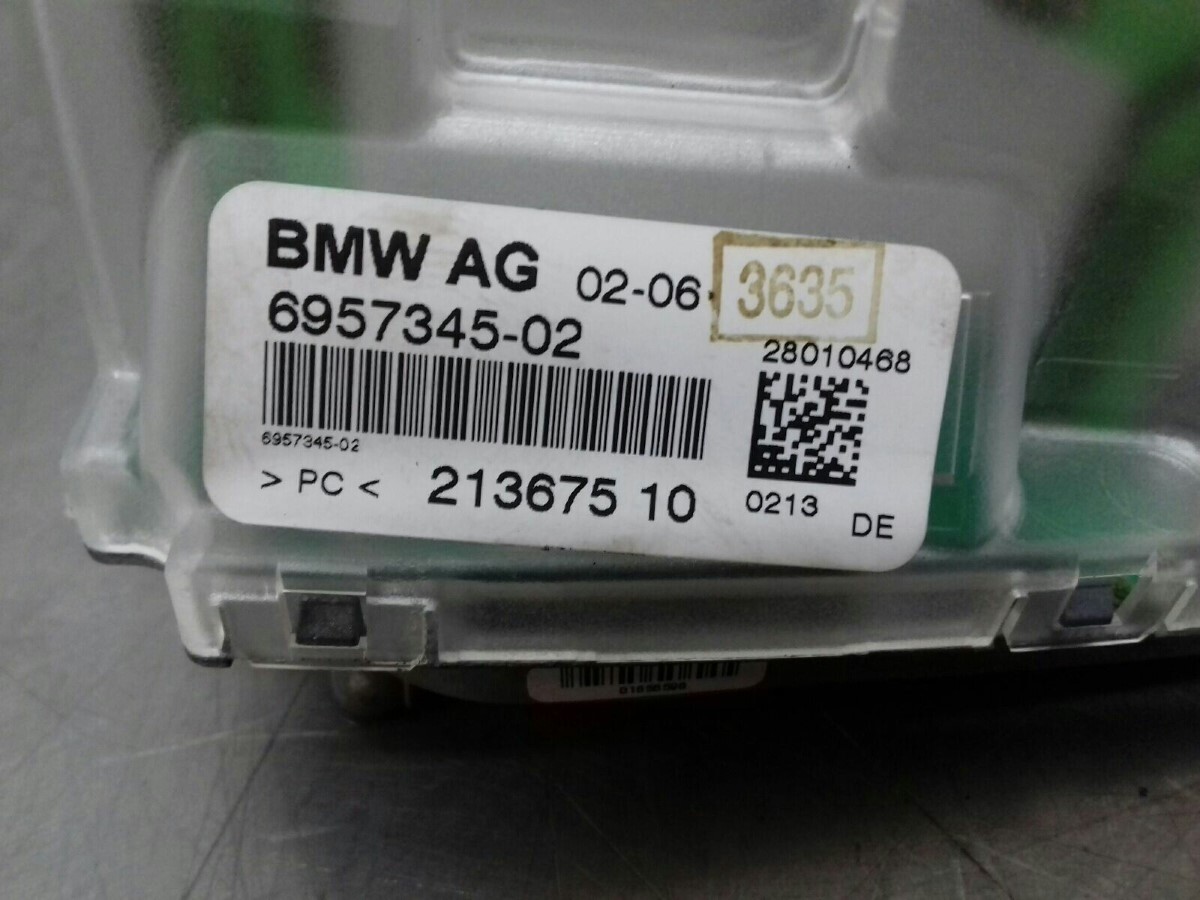 BMW AG 02-06 3635
6957345-02
28010468
6957345-02
> PC < 213675 10
0213 DE